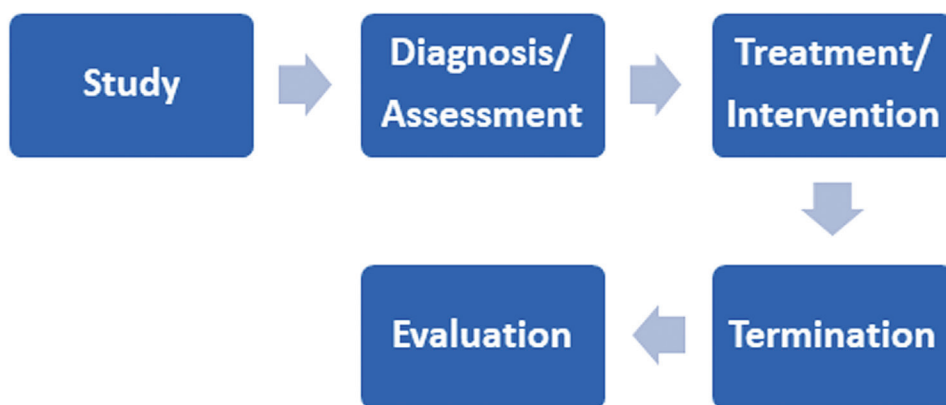 Study
Diagnosis/
Assessment
Treatment/
Intervention
Termination
Evaluation